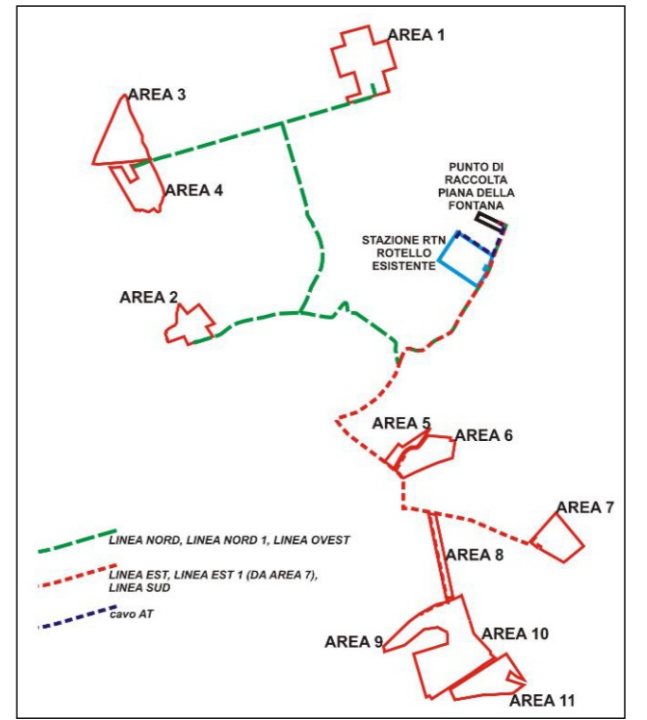 AREA 1
AREA 3
AREA 4
PUNTO DI
RACCOLTA
PIANA DELLA
FONTANA
STAZIONE RTN
ROTELLO
ESISTENTE
AREA 2
AREA 5
AREA 6
AREA 7
LINEA NORD, LINEA NORD 1, LINEA OVEST
AREA 8
LINEA EST, LINEA EST 1 (DA AREA 7),
LINEA SUD
cavo AT
AREA 9
AREA 10
AREA 11